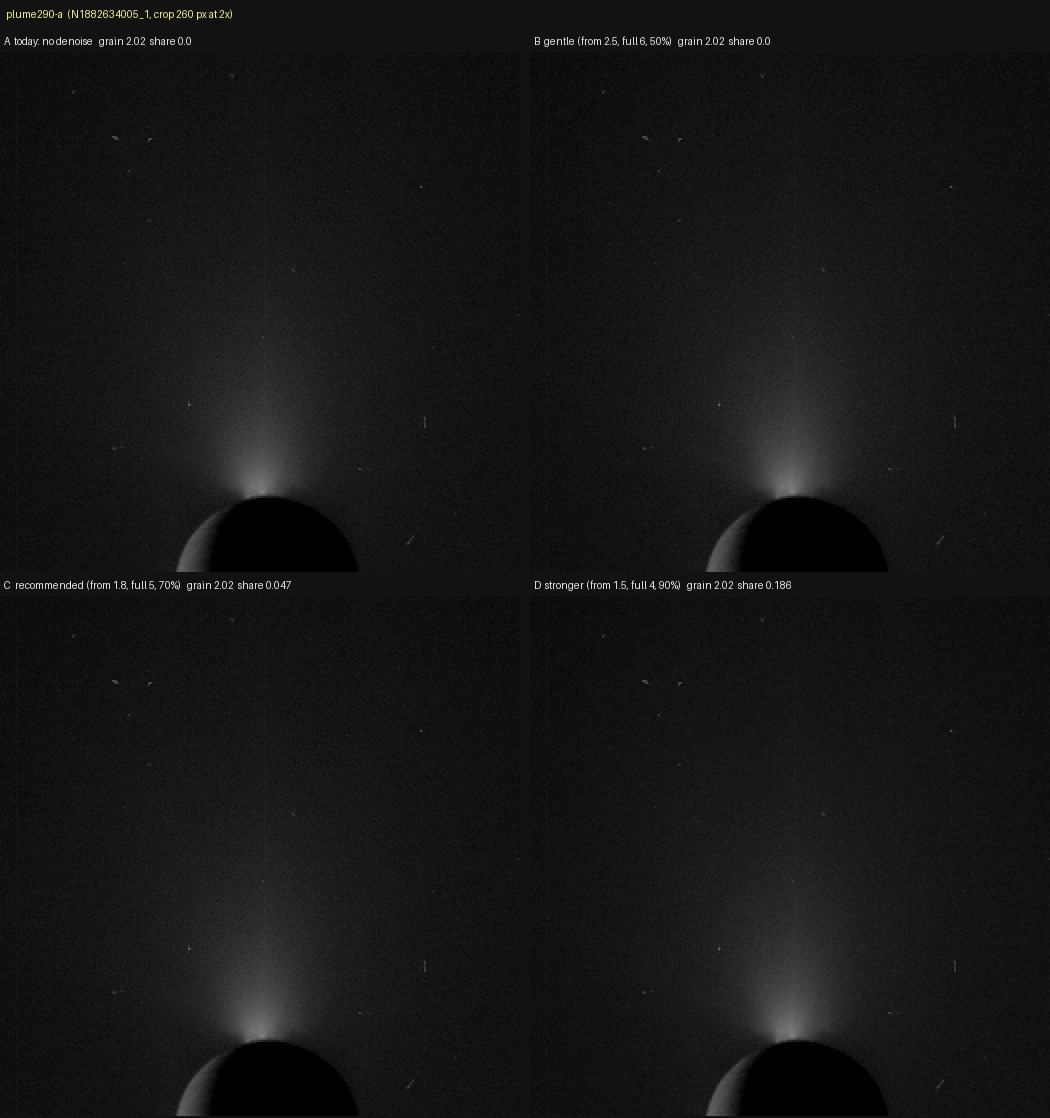 plume290-a (N1882634005_1, crop 260 px at 2x)
A today: no denoise grain 2.02 share 0.0
B gentle (from 2.5, full 6, 50%) grain 2.02 share 0.0
C recommended (from 1.8, full 5, 70%) grain 2.02 share 0.047
D stronger (from 1.5, full 4, 90%) grain 2.02 share 0.186